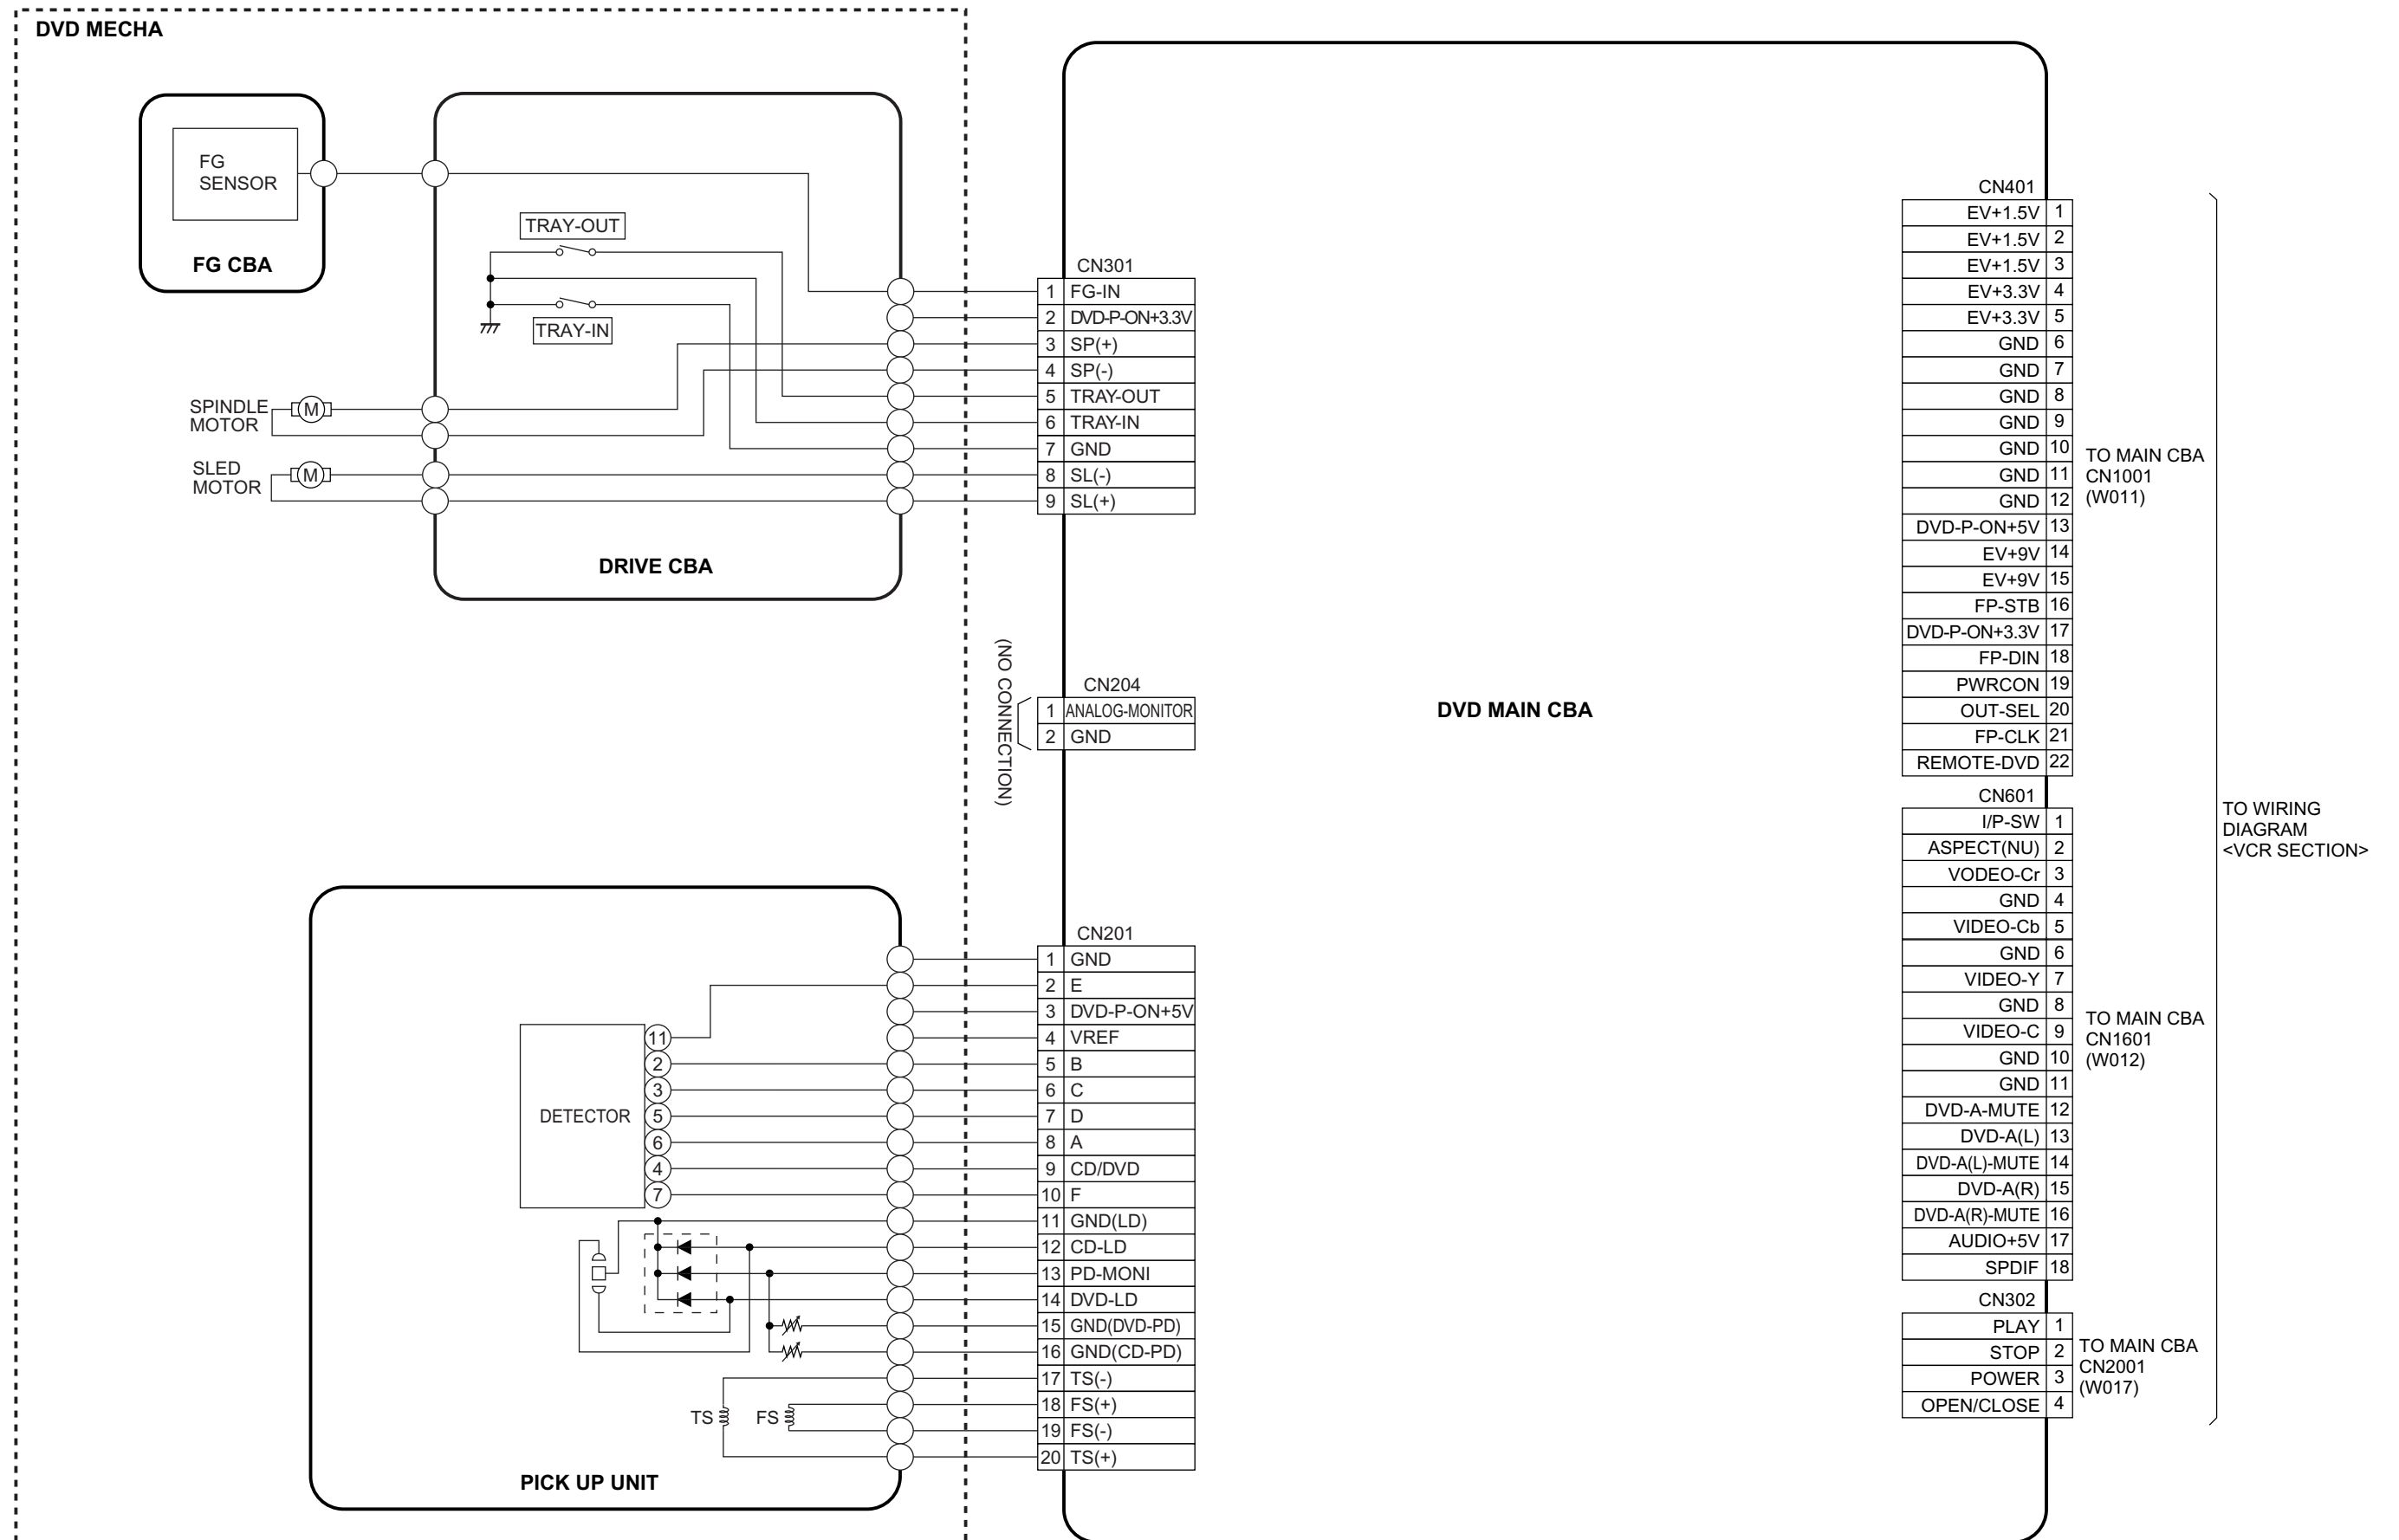 DVD MECHA
FG
SENSOR
FG CBA
TRAY-OUT
TRAY-IN
SPINDLE
MOTOR
M
SLED
MOTOR
M
DRIVE CBA
CN301
1 FG-IN
2 DVD-P-ON+3.3V
3 SP(+)
4 SP(-)
5 TRAY-OUT
6 TRAY-IN
7 GND
8 SL(-)
9 SL(+)
(NO CONNECTION)
CN204
1 ANALOG-MONITOR
2 GND
DVD MAIN CBA
DETECTOR
11
2
3
5
6
4
7
TS
FS
PICK UP UNIT
CN201
1 GND
2 E
3 DVD-P-ON+5V
4 VREF
5 B
6 C
7 D
8 A
9 CD/DVD
10 F
11 GND(LD)
12 CD-LD
13 PD-MONI
14 DVD-LD
15 GND(DVD-PD)
16 GND(CD-PD)
17 TS(-)
18 FS(+)
19 FS(-)
20 TS(+)
CN401
EV+1.5V 1
EV+1.5V 2
EV+1.5V 3
EV+3.3V 4
EV+3.3V 5
GND 6
GND 7
GND 8
GND 9
GND 10
GND 11
GND 12
DVD-P-ON+5V 13
EV+9V 14
EV+9V 15
FP-STB 16
DVD-P-ON+3.3V 17
FP-DIN 18
PWRCON 19
OUT-SEL 20
FP-CLK 21
REMOTE-DVD 22
TO MAIN CBA
CN1001
(W011)
CN601
I/P-SW 1
ASPECT(NU) 2
VODEO-Cr 3
GND 4
VIDEO-Cb 5
GND 6
VIDEO-Y 7
GND 8
VIDEO-C 9
GND 10
GND 11
DVD-A-MUTE 12
DVD-A(L) 13
DVD-A(L)-MUTE 14
DVD-A(R) 15
DVD-A(R)-MUTE 16
AUDIO+5V 17
SPDIF 18
TO MAIN CBA
CN1601
(W012)
CN302
PLAY 1
STOP 2
POWER 3
OPEN/CLOSE 4
TO MAIN CBA
CN2001
(W017)
TO WIRING
DIAGRAM
<VCR SECTION>